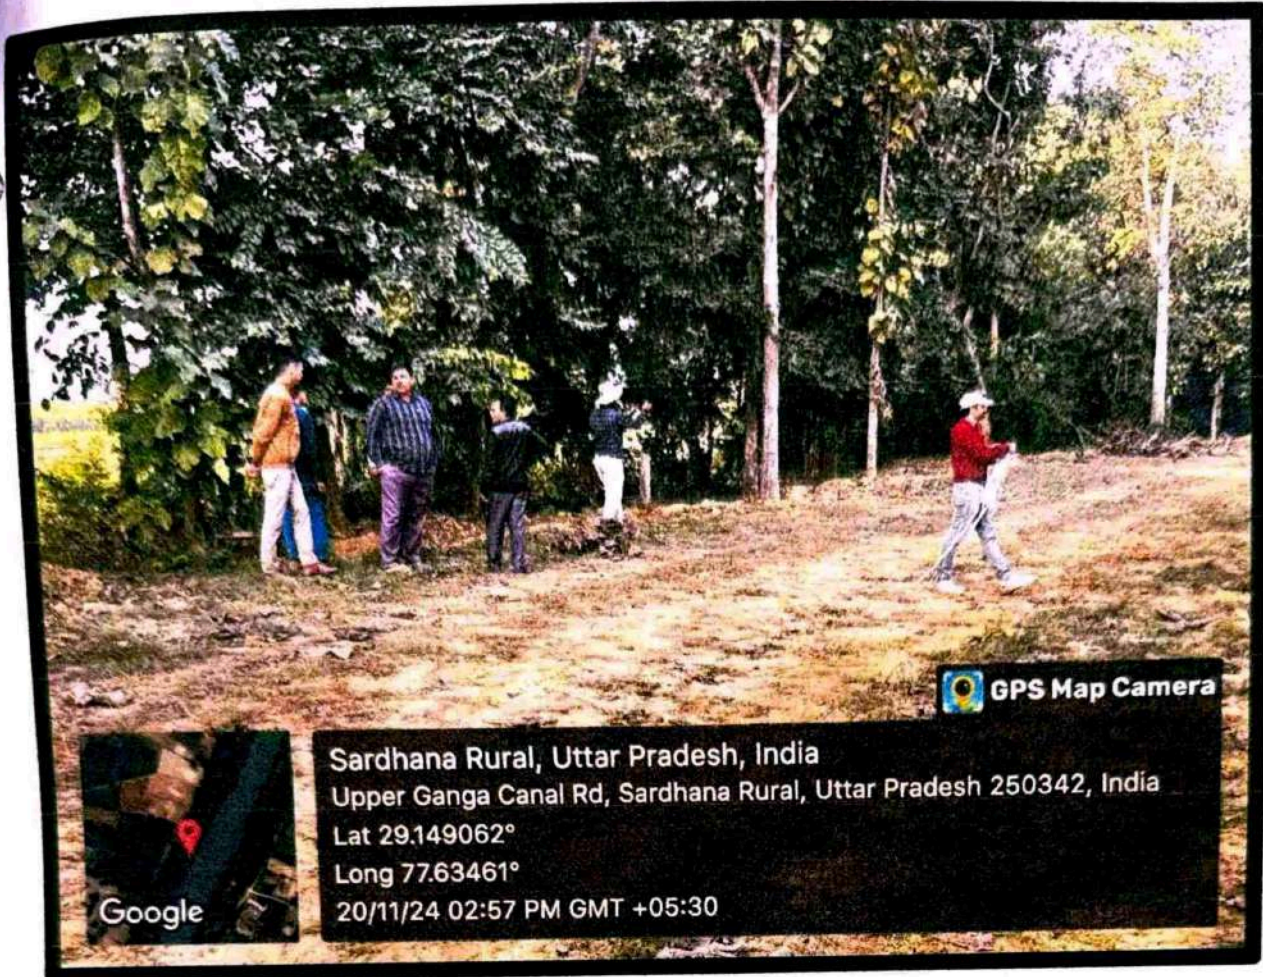 GPS Map Camera
Sardhana Rural, Uttar Pradesh, India
Upper Ganga Canal Rd, Sardhana Rural, Uttar Pradesh 250342, India
Lat 29.149062°
Long 77.63461°
20/11/24 02:57 PM GMT +05:30
Google